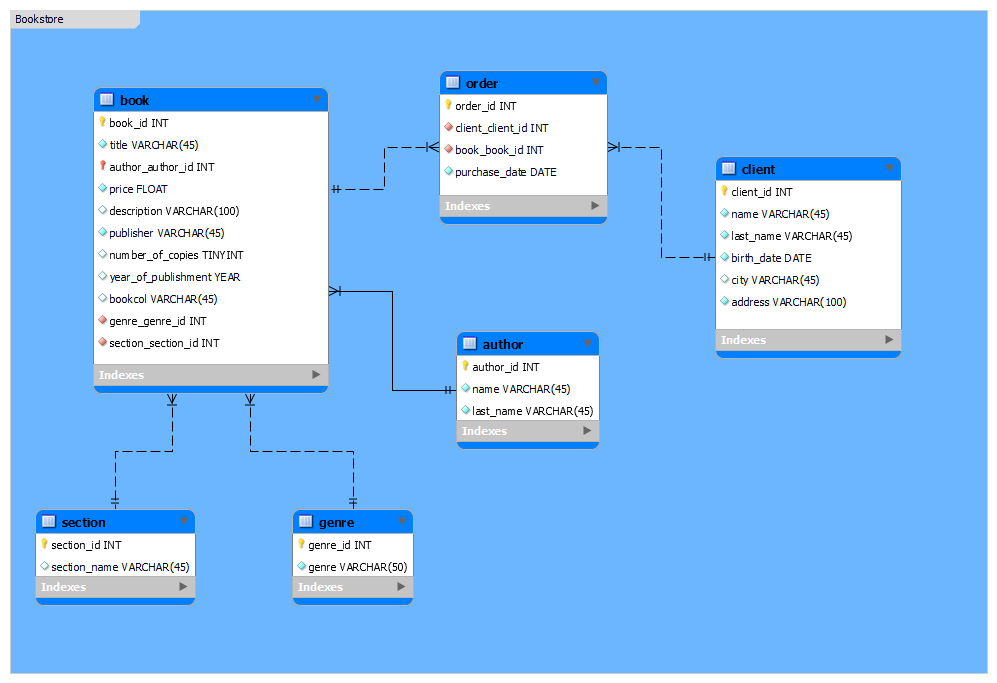 Bookstore
book
book_id INT
title VARCHAR(45)
author_author_id INT
price FLOAT
description VARCHAR(100)
publisher VARCHAR(45)
number_of_copies TINYINT
year_of_publishment YEAR
bookcol VARCHAR(45)
genre_genre_id INT
section_section_id INT
Indexes
order
order_id INT
client_client_id INT
book_book_id INT
purchase_date DATE
Indexes
client
client_id INT
name VARCHAR(45)
last_name VARCHAR(45)
birth_date DATE
city VARCHAR(45)
address VARCHAR(100)
Indexes
author
author_id INT
name VARCHAR(45)
last_name VARCHAR(45)
Indexes
section
section_id INT
section_name VARCHAR(45)
Indexes
genre
genre_id INT
genre VARCHAR(50)
Indexes